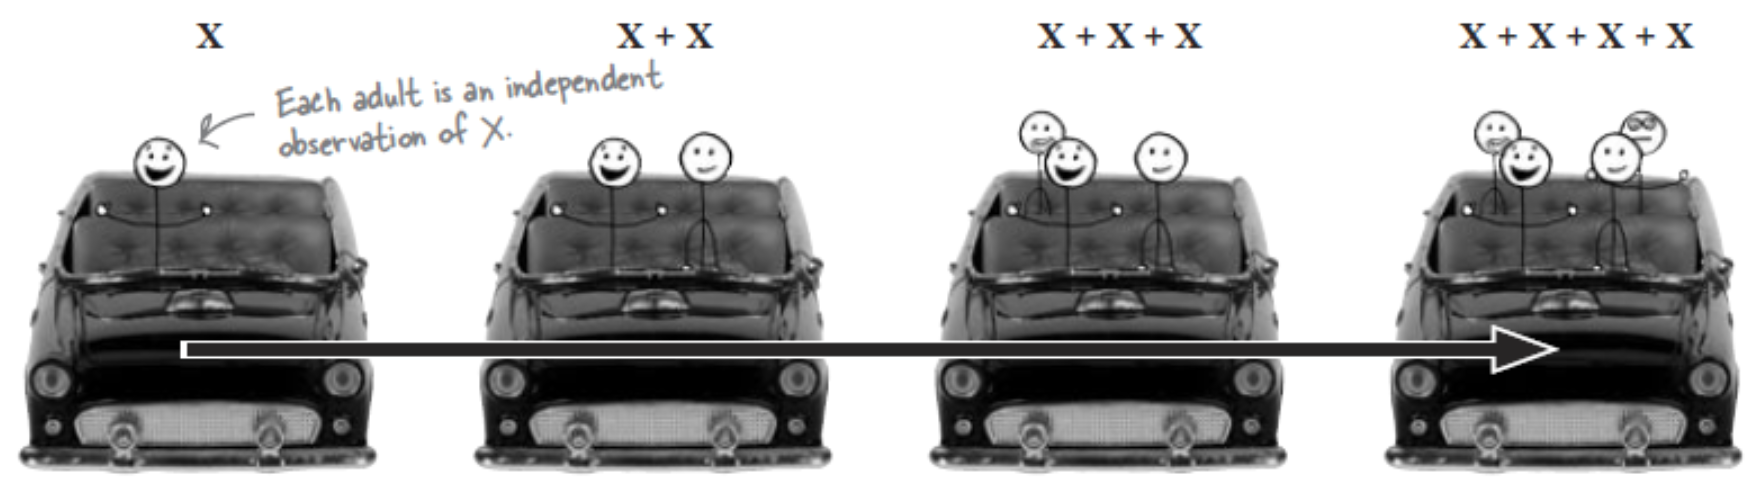 X
X + X
X + X + X
X + X + X + X
Each adult is an independent
observation of X.